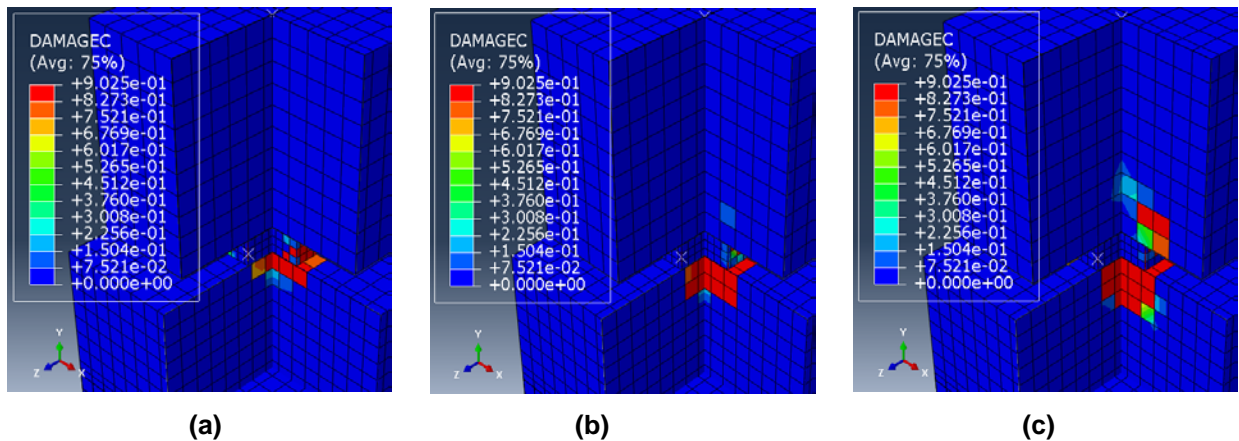 DAMAGEC
(Avg: 75%)
+9.025e-01
+8.273e-01
+7.521e-01
+6.769e-01
+6.017e-01
+5.265e-01
+4.512e-01
+3.760e-01
+3.008e-01
+2.256e-01
+1.504e-01
+7.521e-02
+0.000e+00
Y
Z
X
DAMAGEC
(Avg: 75%)
+9.025e-01
+8.273e-01
+7.521e-01
+6.769e-01
+6.017e-01
+5.265e-01
+4.512e-01
+3.760e-01
+3.008e-01
+2.256e-01
+1.504e-01
+7.521e-02
+0.000e+00
Y
Z
X
DAMAGEC
(Avg: 75%)
+9.025e-01
+8.273e-01
+7.521e-01
+6.769e-01
+6.017e-01
+5.265e-01
+4.512e-01
+3.760e-01
+3.008e-01
+2.256e-01
+1.504e-01
+7.521e-02
+0.000e+00
Y
Z
X
(a)
(b)
(c)